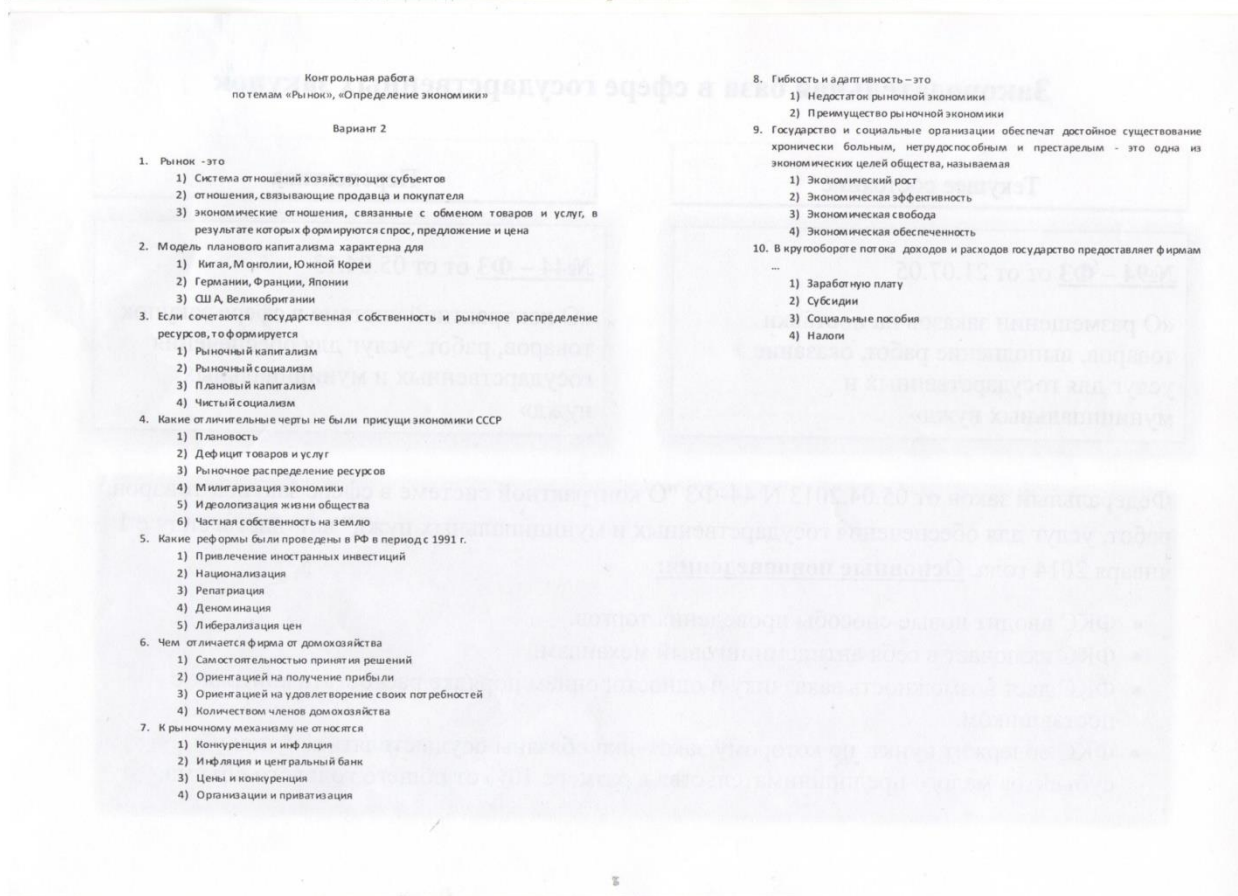 Контрольная работа
по темам «Рынок», «Определение экономики»
Вариант 2
1. Рынок -это
1) Система отношений хозяйствующих субъектов
2) отношения, связывающие продавца и покупателя
3) экономические отношения, связанные с обменом товаров и услуг, в
результате которых формируются спрос, предложение и цена
2. Модель планового капитализма характерна для
1) Китая, Монголии, Южной Кореи
2) Германии, Франции, Японии
3) США, Великобритании
3. Если сочетаются государственная собственность и рыночное распределение
ресурсов, то формируется
1) Рыночный капитализм
2) Рыночный социализм
3) Плановый капитализм
4) Чистый социализм
4. Какие отличительные черты не были присущи экономики СССР
1) Плановость
2) Дефицит товаров и услуг
3) Рыночное распределение ресурсов
4) Милитаризация экономики
5) Идеологизация жизни общества
6) Частная собственность на землю
5. Какие реформы были проведены в РФ в период с 1991 г.
1) Привлечение иностранных инвестиций
2) Национализация
3) Репатриация
4) Деноминация
5) Либерализация цен
6. Чем отличается фирма от домохозяйства
1) Самостоятельностью принятия решений
2) Ориентацией на получение прибыли
3) Ориентацией на удовлетворение своих потребностей
4) Количеством членов домохозяйства
7. К рыночному механизму не относятся
1) Конкуренция и инфляция
2) Инфляция и центральный банк
3) Цены и конкуренция
4) Организации и приватизация
8. Гибкость и адаптивность – это
1) Недостаток рыночной экономики
2) Преимущество рыночной экономики
9. Государство и социальные организации обеспечат достойное существование
хронически больным, нетрудоспособным и престарелым - это одна из
экономических целей общества, называемая
1) Экономический рост
2) Экономическая эффективность
3) Экономическая свобода
4) Экономическая обеспеченность
10. В кругообороте потока доходов и расходов государство предоставляет фирмам
...
1) Заработную плату
2) Субсидии
3) Социальные пособия
4) Налоги